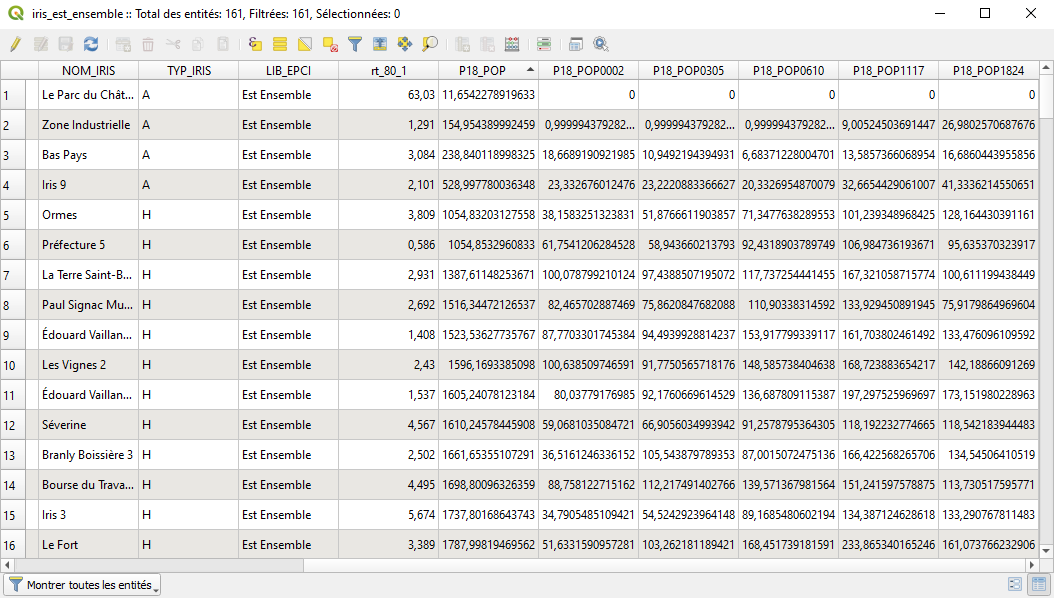 iris_est_ensemble :: Total des entités: 161, Filtrées: 161, Sélectionnées: 0
NOM_IRIS TYP_IRIS LIB_EPCI rt_80_1 P18_POP P18_POP0002 P18_POP0305 P18_POP0610 P18_POP1117 P18_POP1824
1 Le Parc du Chât... A Est Ensemble 63,03 11,6542278919633 0 0 0 0 0
2 Zone Industrielle A Est Ensemble 1,291 154,954389992459 0,999994379282... 0,999994379282... 0,999994379282... 9,00524503691447 26,9802570687676
3 Bas Pays A Est Ensemble 3,084 238,840118998325 18,6689190921985 10,9492194394931 6,68371228004701 13,5857366068954 16,6860443955856
4 Iris 9 A Est Ensemble 2,101 528,997780036348 23,332676012476 23,2220883366627 20,3326954870079 32,6654429061007 41,3336214550651
5 Ormes H Est Ensemble 3,809 1054,83203127558 38,1583251323831 51,8766611903857 71,3477638289553 101,239348968425 128,164430391161
6 Préfecture 5 H Est Ensemble 0,586 1054,8532960833 61,7541206284528 58,943660213793 92,4318903789749 106,984736193671 95,635370323917
7 La Terre Saint-B... H Est Ensemble 2,931 1387,61148253671 100,078799210124 97,4388507195072 117,737254441455 167,321058715774 100,611199438449
8 Paul Signac Mu... H Est Ensemble 2,692 1516,34472126537 82,465702887469 75,8620847682088 110,90338314592 133,929450891945 75,9179864969604
9 Édouard Vaillan... H Est Ensemble 1,408 1523,53627735767 87,7703301745384 94,4939928814237 153,917799339117 161,703802461492 133,476096109592
10 Les Vignes 2 H Est Ensemble 2,43 1596,1693385098 100,638509746591 91,7750565718176 148,585738404638 168,723883654217 142,18866091269
11 Édouard Vaillan... H Est Ensemble 1,537 1605,24078123184 80,03779176985 92,1760669614529 136,687809115387 197,297525969697 173,151980228963
12 Séverine H Est Ensemble 4,567 1610,24578445908 59,0681035084721 66,9056034993942 91,2578795364305 118,192232774665 118,542183944483
13 Branly Boissière 3 H Est Ensemble 2,502 1661,65355107291 36,5161246336152 105,543879789353 87,0015072475136 166,422568265706 134,54506410519
14 Bourse du Trava... H Est Ensemble 4,495 1698,80096326359 88,758122715162 112,217491402766 139,571367981564 151,241597578875 113,730517595771
15 Iris 3 H Est Ensemble 5,674 1737,80168643743 34,7905485109421 54,5242923964148 89,1685480602194 134,387124628618 133,290767811483
16 Le Fort H Est Ensemble 3,389 1787,99819469562 51,6331590957281 103,262181189421 168,451739181591 233,865340165246 161,073766232906
Montrer toutes les entités